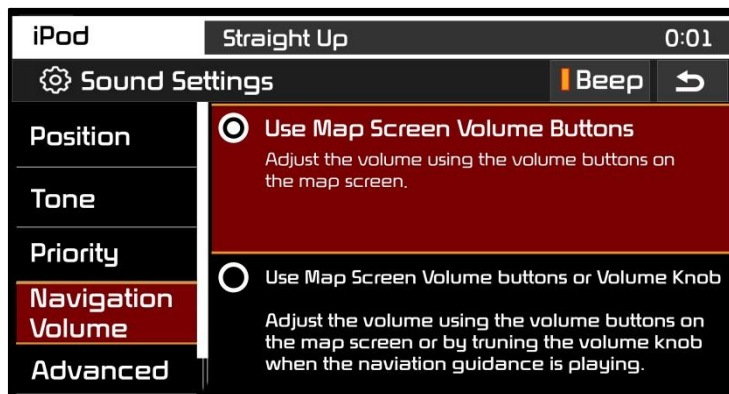 iPod
Straight Up
0:01
Sound Settings
Beep
Position
Tone
Priority
Navigation
Volume
Advanced
Use Map Screen Volume Buttons
Adjust the volume using the volume buttons on
the map screen.
Use Map Screen Volume buttons or Volume Knob
Adjust the volume using the volume buttons on
the map screen or by truning the volume knob
when the naviation guidance is playing.